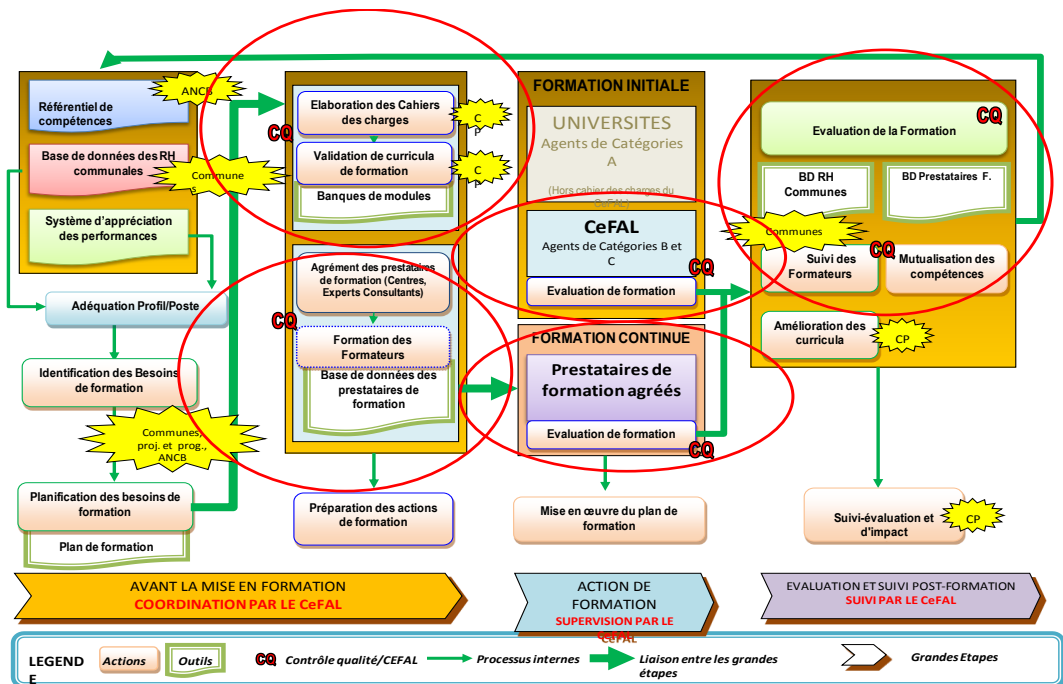 Référentiel de
compétences
ANCB
Base de données des RH
communales
Commune
s
Système d'appréciation
des performances
Adéquation Profil/Poste
Identification des Besoins
de formation
Communes,
proj. et prog.,
ANCB
Planification des besoins de
formation
Plan de formation
Elaboration des Cahiers
des charges
CQ
Validation de curricula
de formation
Banques de modules
Agrément des prestataires
de formation (Centres,
Experts Consultants)
CQ
Formation des
Formateurs
Base de données des
prestataires de
formation
Préparation des actions
de formation
FORMATION INITIALE
UNIVERSITES
Agents de Catégories
A
(Hors cahier des charges du
CeFAL)
CeFAL
Agents de Catégories B et
C
CQ
Evaluation de formation
FORMATION CONTINUE
Prestataires de
formation agréés
Evaluation de formation
CQ
Mise en œuvre du plan de
formation
CQ
Evaluation de la Formation
BD RH
Communes
BD Prestataires F.
Communes
Suivi des
Formateurs
CQ
Mutualisation des
compétences
Amélioration des
curricula
CP
Suivi-évaluation et
d'impact
CP
AVANT LA MISE EN FORMATION
COORDINATION PAR LE CeFAL
ACTION DE
FORMATION
SUPERVISION PAR LE
CeFAL
EVALUATION ET SUIVI POST-FORMATION
SUIVI PAR LE CeFAL
LEGEND
E
Actions
Outils
CQ Contrôle qualité/CEFAL
Processus internes
Liaison entre les grandes
étapes
Grandes Etapes